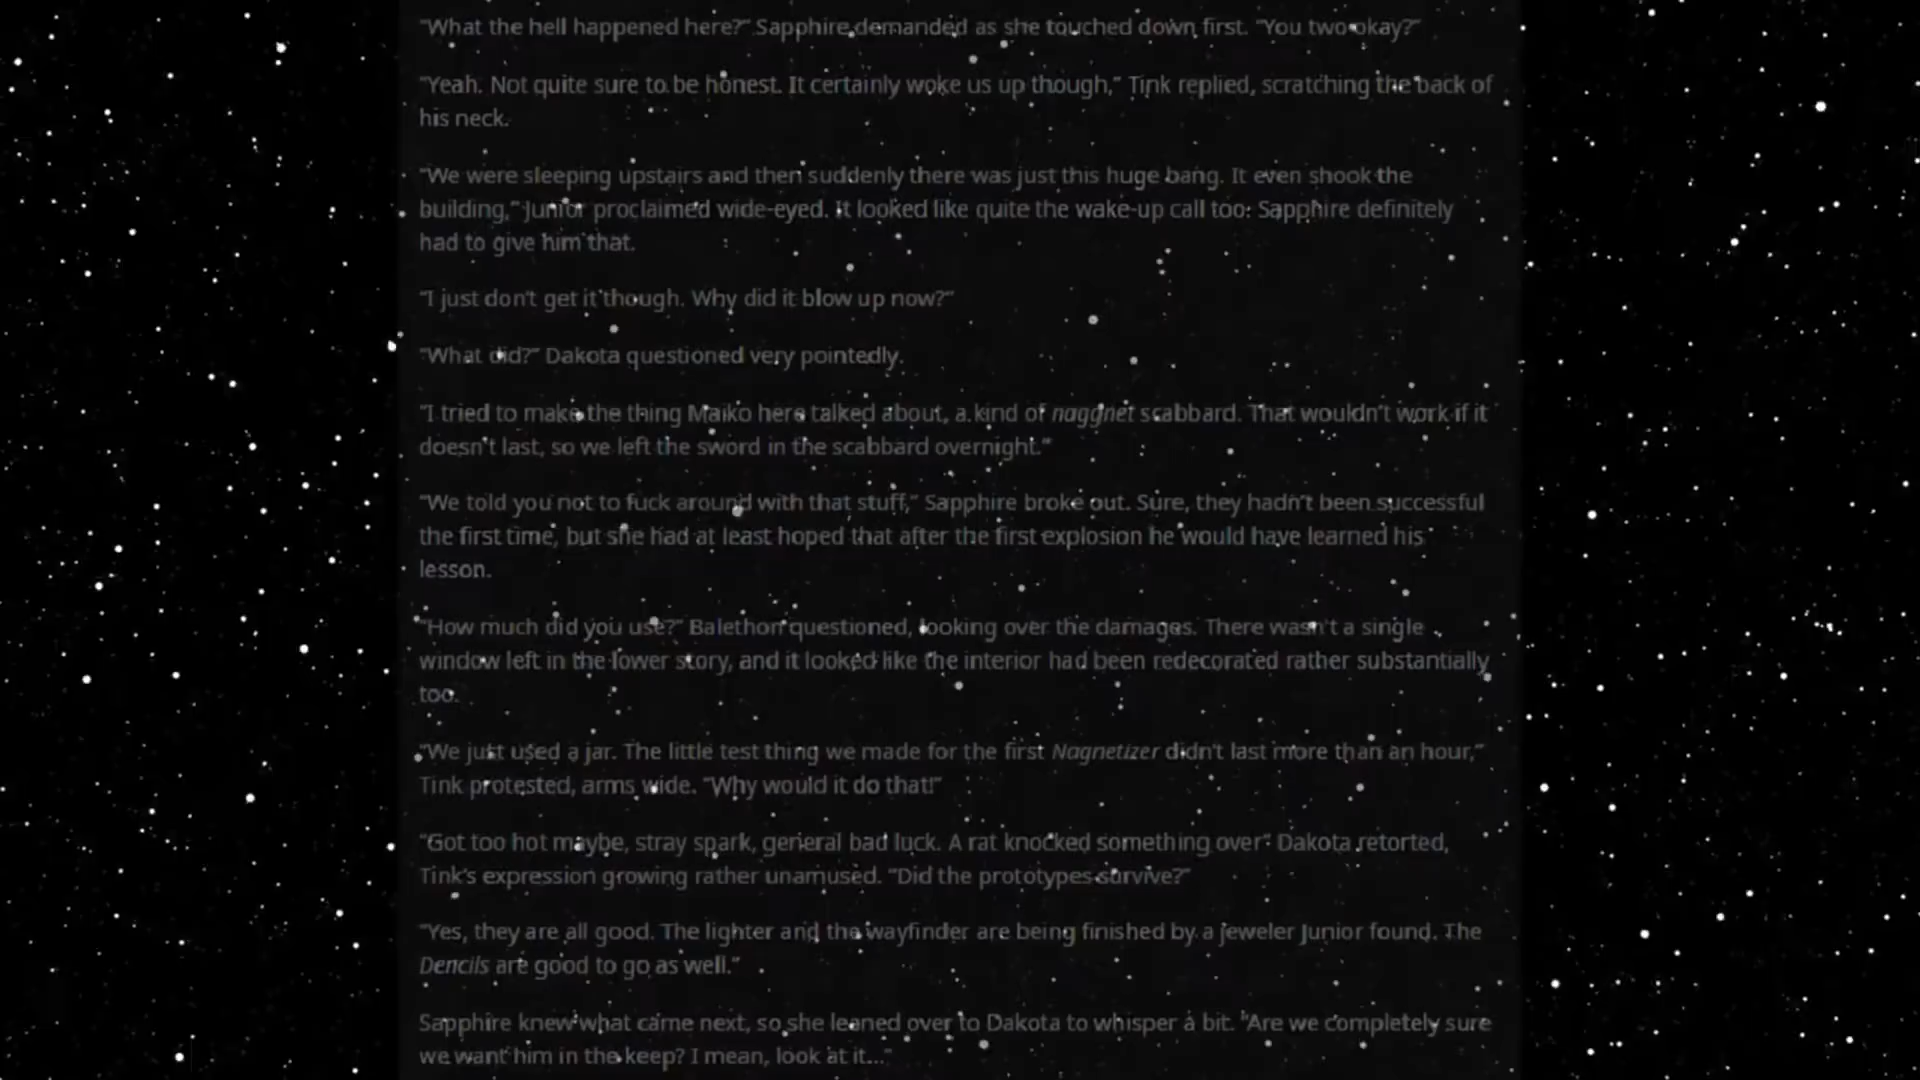 "What the hell happened here?" Sapphire demanded as she touched down first. "You two okay?"
"Yeah. Not quite sure to be honest. It certainly woke us up though," Tink replied, scratching the back of
his neck.
"We were sleeping upstairs and then suddenly there was just this huge bang. It even shook the
building," Junior proclaimed wide-eyed. It looked like quite the wake-up call too. Sapphire definitely
had to give him that.
"I just don't get it though. Why did it blow up now?"
"What did?" Dakota questioned very pointedly.
"I tried to make the thing Maiko here talked about, a kind of naggnet scabbard. That wouldn't work if it
doesn't last, so we left the sword in the scabbard overnight."
"We told you not to fuck around with that stuff," Sapphire broke out. Sure, they hadn't been successful
the first time, but she had at least hoped that after the first explosion he would have learned his
lesson.
"How much did you use?" Balethon questioned, looking over the damages. There wasn't a single
window left in the lower story, and it looked like the interior had been redecorated rather substantially
too.
"We just used a jar. The little test thing we made for the first Nagnetizer didn't last more than an hour,"
Tink protested, arms wide. "Why would it do that!"
"Got too hot maybe, stray spark, general bad luck. A rat knocked something over" Dakota retorted,
Tink's expression growing rather unamused. "Did the prototypes survive?"
"Yes, they are all good. The lighter and the wayfinder are being finished by a jeweler Junior found. The
Dencils are good to go as well."
Sapphire knew what came next, so she leaned over to Dakota to whisper a bit. "Are we completely sure
we want him in the keep? I mean, look at it..."